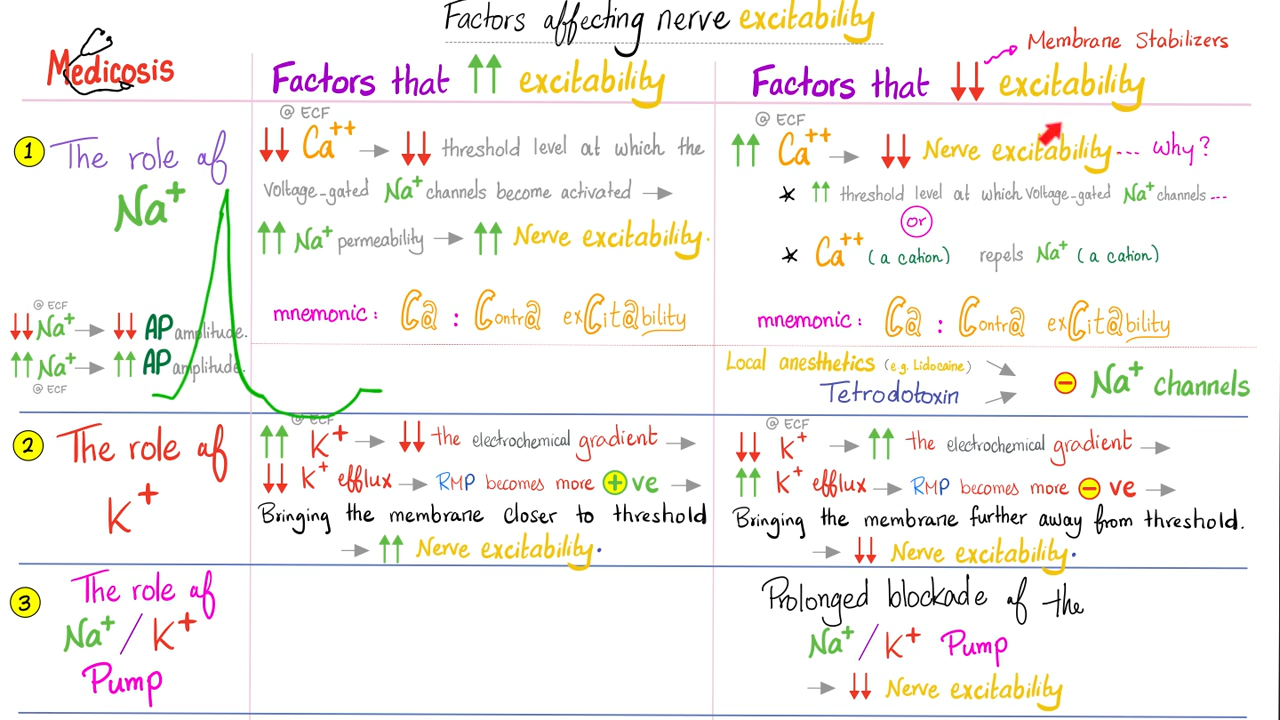 Factors affecting nerve excitability
Medicosis
Factors that ↑↑ excitability
Factors that ↓↓ excitability
Membrane Stabilizers
1 The role of
Na+
@ ECF
↓↓ Na+ → ↓↓ AP amplitude.
↑↑ Na+ → ↑↑ AP amplitude.
@ ECF
@ ECF
↓↓ Ca++ → ↓↓ threshold level at which the
Voltage-gated Na+ channels become activated →
↑↑ Na+ permeability → ↑↑ Nerve excitability.
mnemonic: Ca : ContrA exCitability
@ ECF
↑↑ Ca++ → ↓↓ Nerve excitability... why?
* ↑↑ threshold level at which Voltage-gated Na+ channels ...
or
* Ca++ (a cation) repels Na+ (a cation)
mnemonic: Ca : ContrA exCitability
Local anesthetics (e.g. Lidocaine)
Tetrodotoxin
→ − Na+ channels
2 The role of
K+
@ ECF
↑↑ K+ → ↓↓ the electrochemical gradient →
↓↓ K+ efflux → RMP becomes more + ve →
Bringing the membrane closer to threshold
→ ↑↑ Nerve excitability.
@ ECF
↓↓ K+ → ↑↑ the electrochemical gradient →
↑↑ K+ efflux → RMP becomes more − ve →
Bringing the membrane further away from threshold.
→ ↓↓ Nerve excitability.
3 The role of
Na+ / K+
Pump
Prolonged blockade of the
Na+ / K+ Pump
→ ↓↓ Nerve excitability